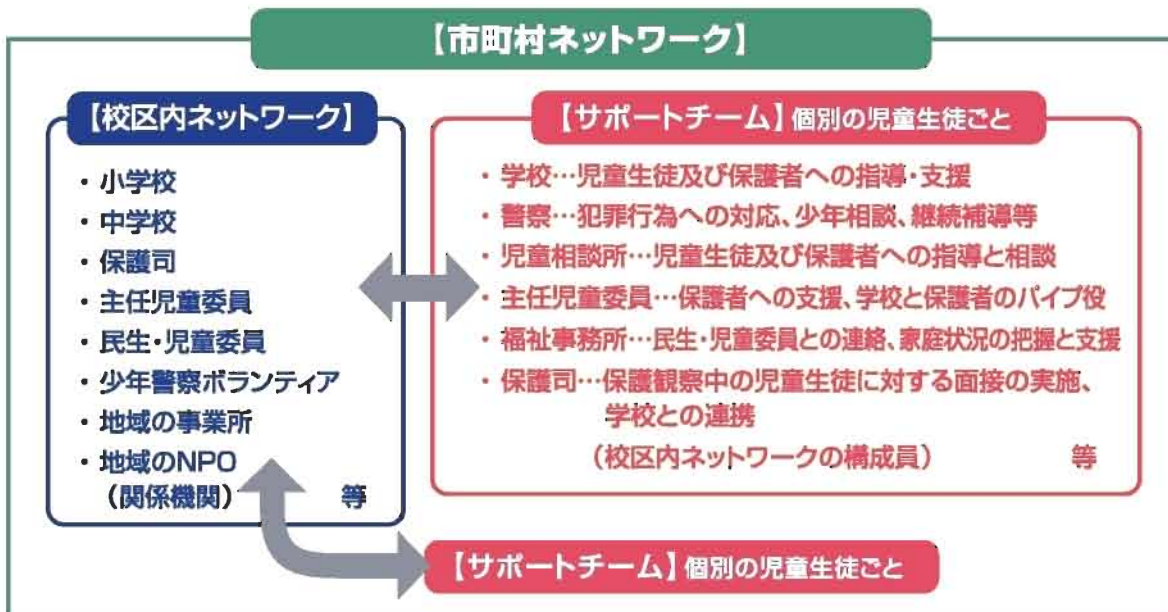 【市町村ネットワーク】
【校区内ネットワーク】
・小学校
・中学校
・保護司
・主任児童委員
・民生・児童委員
・少年警察ボランティア
・地域の事業所
・地域のNPO
（関係機関） 等
【サポートチーム】個別の児童生徒ごと
・学校…児童生徒及び保護者への指導・支援
・警察…犯罪行為への対応、少年相談、継続補導等
・児童相談所…児童生徒及び保護者への指導と相談
・主任児童委員…保護者への支援、学校と保護者のパイプ役
・福祉事務所…民生・児童委員との連絡、家庭状況の把握と支援
・保護司…保護観察中の児童生徒に対する面接の実施、
学校との連携
（校区内ネットワークの構成員） 等
【サポートチーム】個別の児童生徒ごと